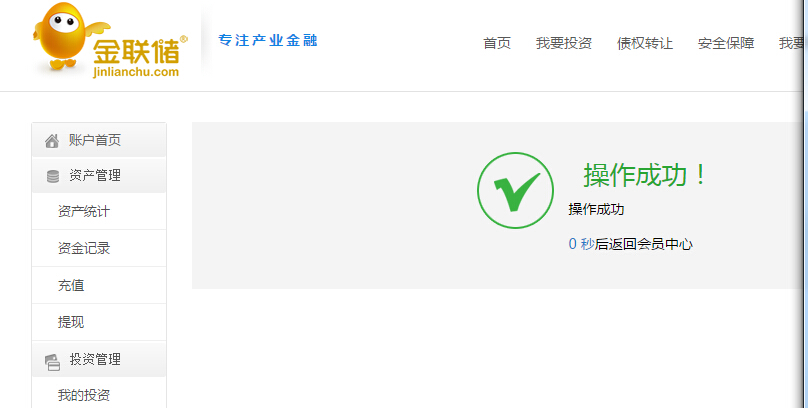 金联储®
jinlianchu.com
专注产业金融
首页 我要投资 债权转让 安全保障 我要
账户首页
资产管理
资产统计
资金记录
充值
提现
投资管理
我的投资
操作成功！
操作成功
0 秒后返回会员中心